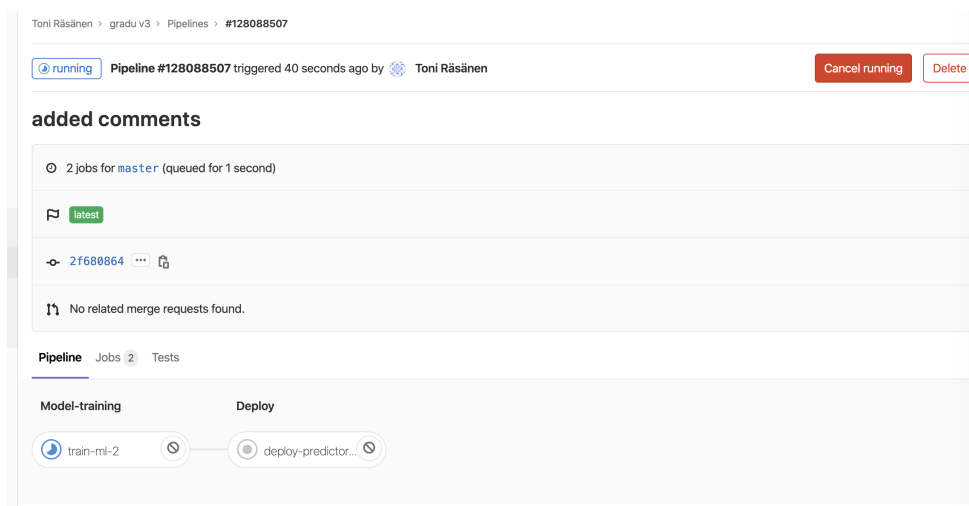 Toni Räsänen > gradu v3 > Pipelines > #128088507
running Pipeline #128088507 triggered 40 seconds ago by Toni Räsänen Cancel running Delete
added comments
2 jobs for master (queued for 1 second)
latest
2f680864 ...
No related merge requests found.
Pipeline Jobs 2 Tests
Model-training Deploy
train-ml-2 deploy-predictor...